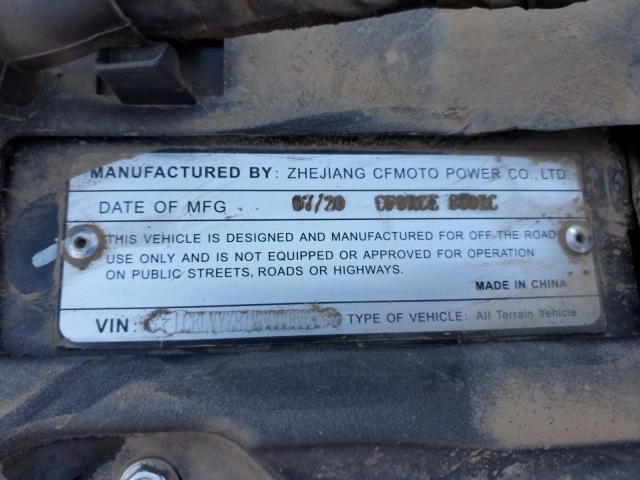 MANUFACTURED BY: ZHEJIANG CFMOTO POWER CO., LTD.
DATE OF MFG 07/20 CFORCE
THIS VEHICLE IS DESIGNED AND MANUFACTURED FOR OFF THE ROAD
USE ONLY AND IS NOT EQUIPPED OR APPROVED FOR OPERATION
ON PUBLIC STREETS, ROADS OR HIGHWAYS.
MADE IN CHINA
VIN: TYPE OF VEHICLE: All Terrain Vehicle